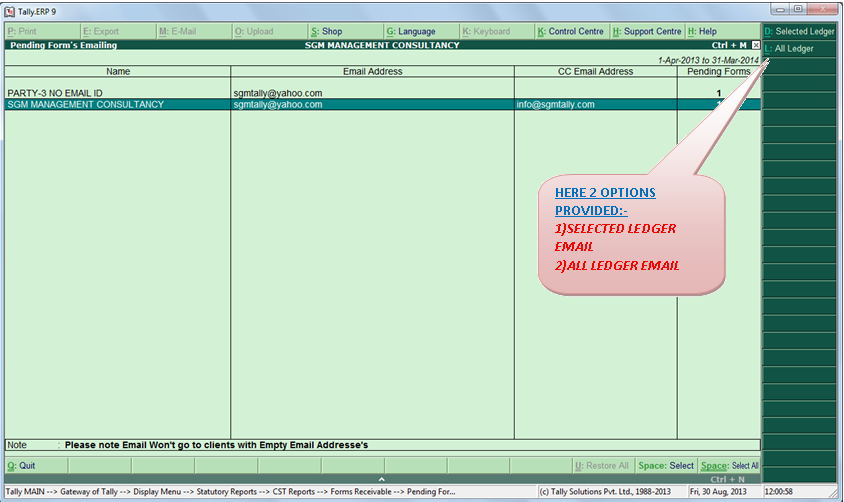 Tally.ERP 9
P: Print E: Export M: E-Mail O: Upload S: Shop G: Language K: Keyboard K: Control Centre H: Support Centre H: Help
D: Selected Ledger
L: All Ledger
Pending Form's Emailing SGM MANAGEMENT CONSULTANCY Ctrl + M
1-Apr-2013 to 31-Mar-2014
Name Email Address CC Email Address Pending Forms
PARTY-3 NO EMAIL ID sgmtally@yahoo.com 1
SGM MANAGEMENT CONSULTANCY sgmtally@yahoo.com info@sgmtally.com 1
HERE 2 OPTIONS
PROVIDED:-
1)SELECTED LEDGER
EMAIL
2)ALL LEDGER EMAIL
Note : Please note Email Won't go to clients with Empty Email Addresse's
Q: Quit U: Restore All Space: Select Space: Select All
Ctrl + N
Tally MAIN --> Gateway of Tally --> Display Menu --> Statutory Reports --> CST Reports --> Forms Receivable --> Pending For... (c) Tally Solutions Pvt. Ltd., 1988-2013 Fri, 30 Aug, 2013 12:00:58